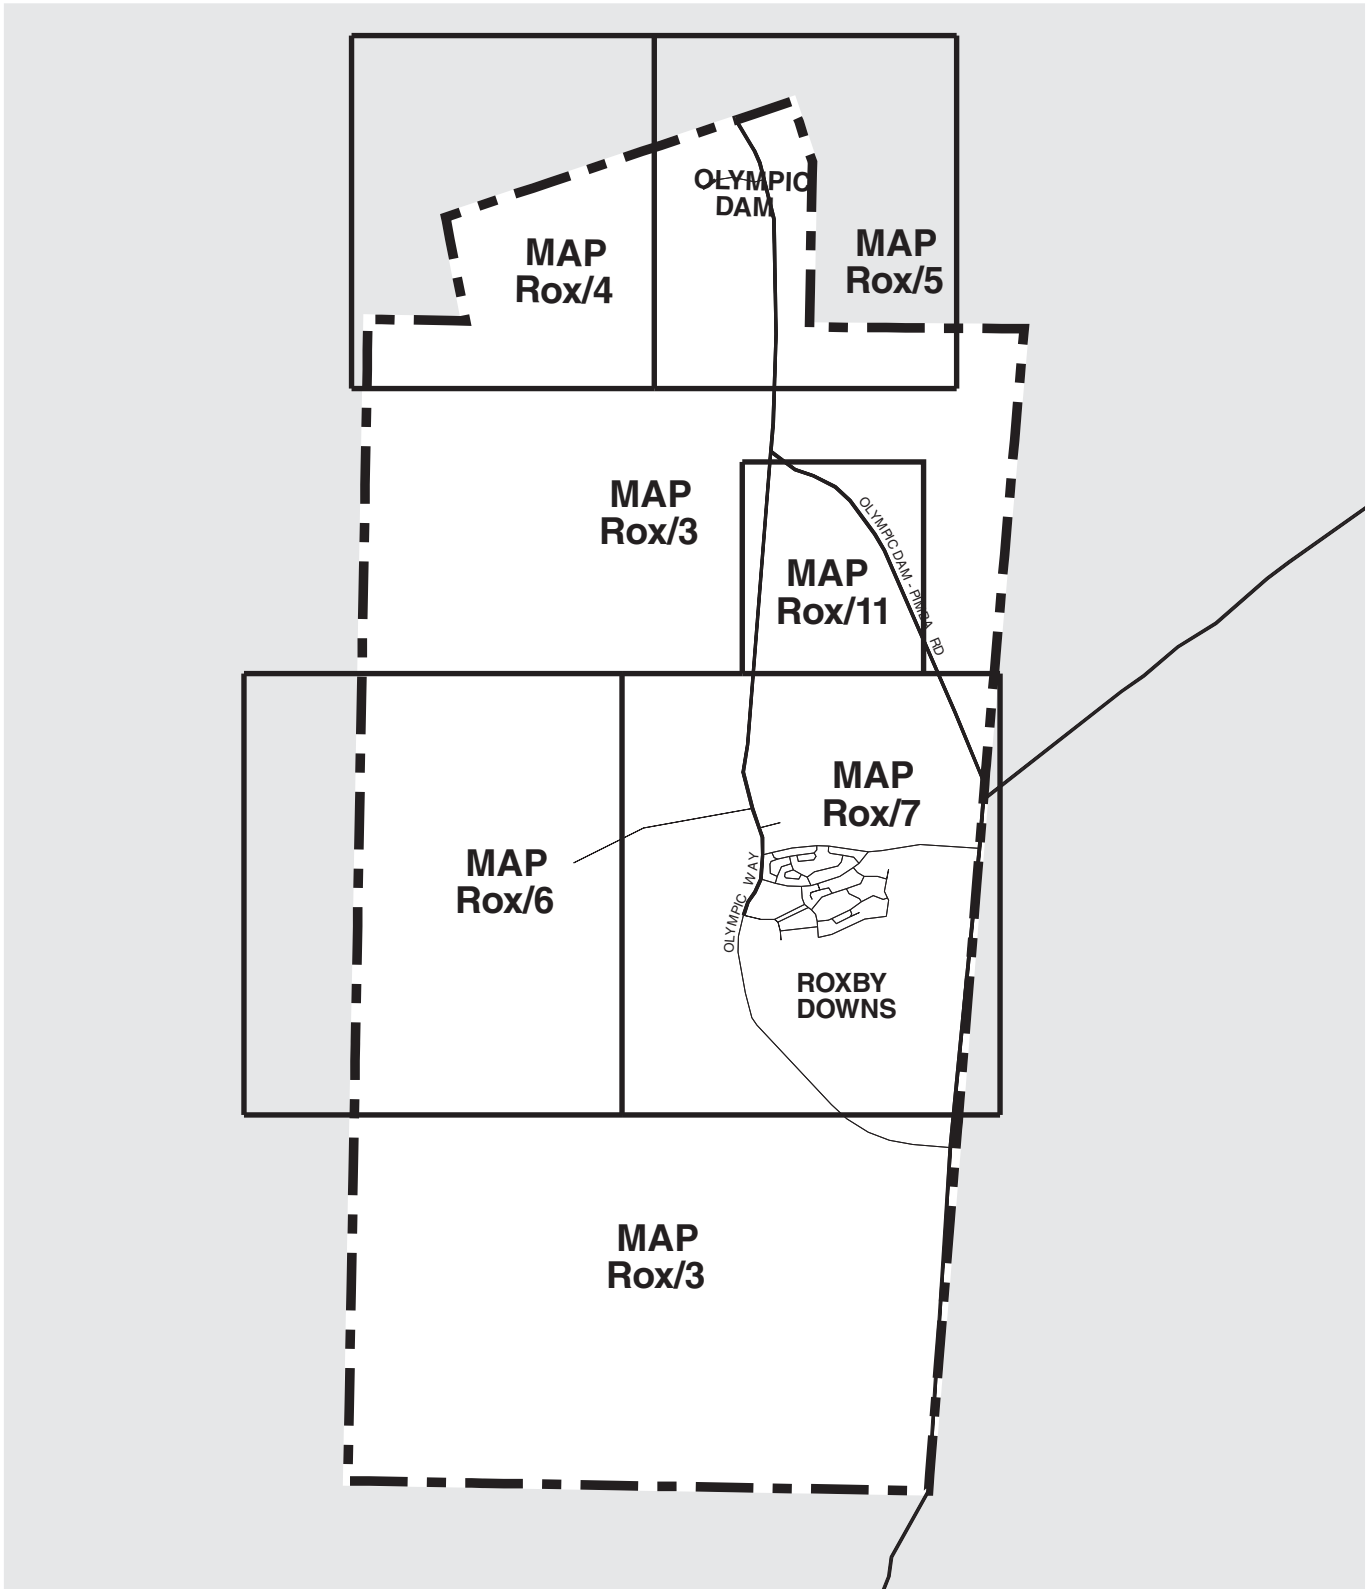 OLYMPIC
DAM
MAP
Rox/4
MAP
Rox/5
MAP
Rox/3
OLYMPIC DAM - PIMBA RD
MAP
Rox/11
MAP
Rox/7
MAP
Rox/6
OLYMPIC WAY
ROXBY
DOWNS
MAP
Rox/3